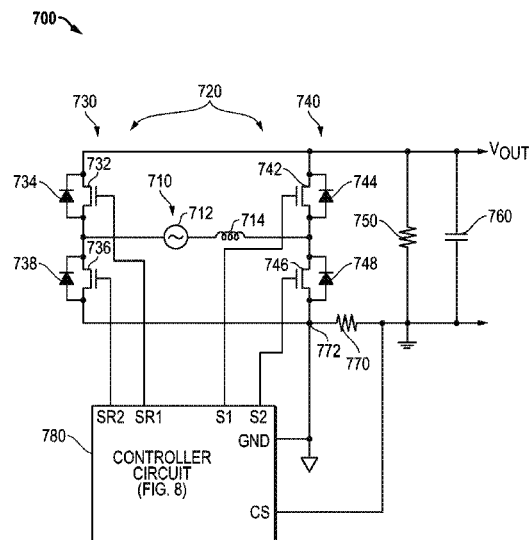 700
730
720
740
VOUT
732
742
734
710
744
712
714
750
760
736
746
738
748
772
770
SR2 SR1 S1 S2
780
GND
CONTROLLER
CIRCUIT
(FIG. 8)
CS